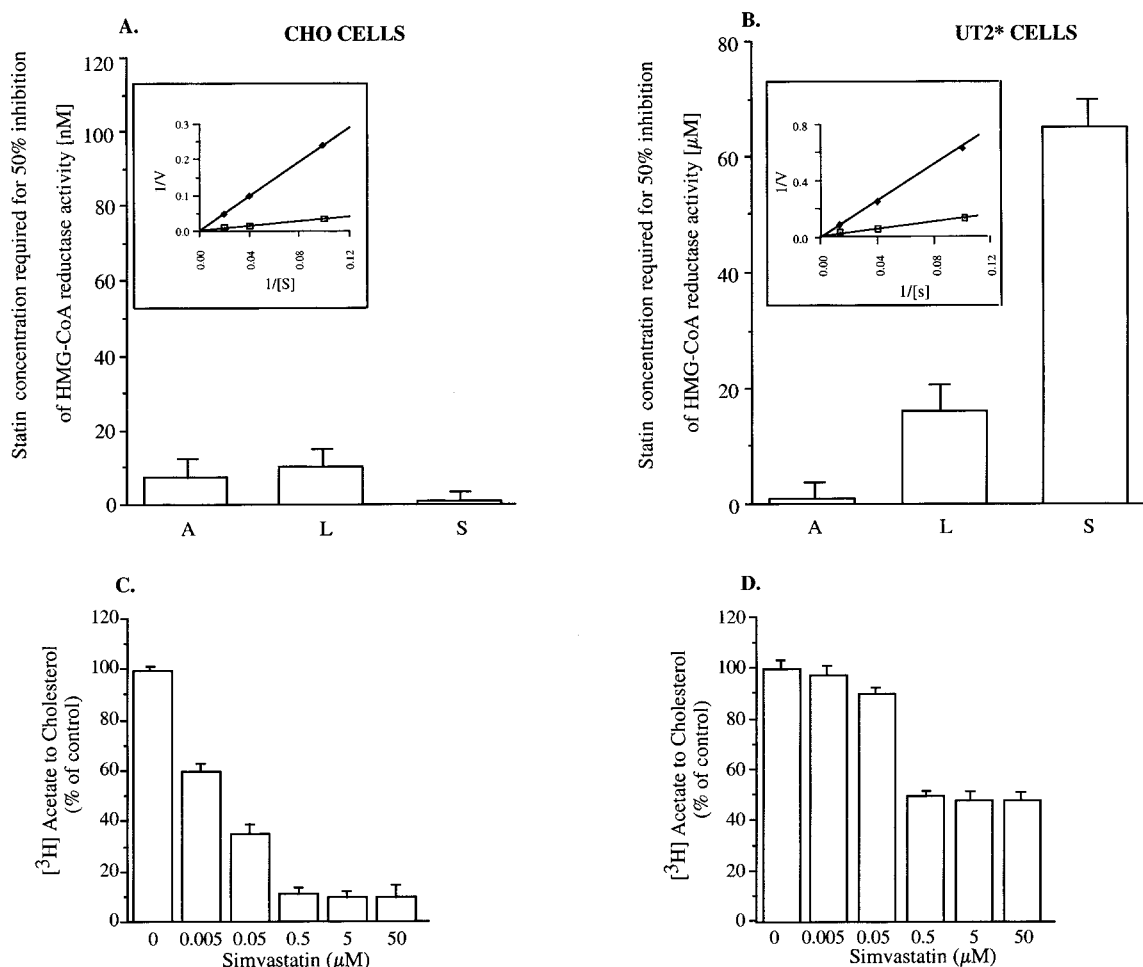 A.
CHO CELLS
Statin concentration required for 50% inhibition
of HMG-CoA reductase activity [nM]
120
100
80
60
40
20
0
1/V
0.3
0.2
0.1
0.0
0.00
0.04
0.08
0.12
1/[S]
A
L
S
B.
UT2* CELLS
Statin concentration required for 50% inhibition
of HMG-CoA reductase activity [µM]
80
60
40
20
0
1/V
0.8
0.4
0.0
0.00
0.04
0.08
0.12
1/[s]
A
L
S
C.
[³H] Acetate to Cholesterol
(% of control)
120
100
80
60
40
20
0
0
0.005
0.05
0.5
5
50
Simvastatin (µM)
D.
[³H] Acetate to Cholesterol
(% of control)
120
100
80
60
40
20
0
0
0.005
0.05
0.5
5
50
Simvastatin (µM)